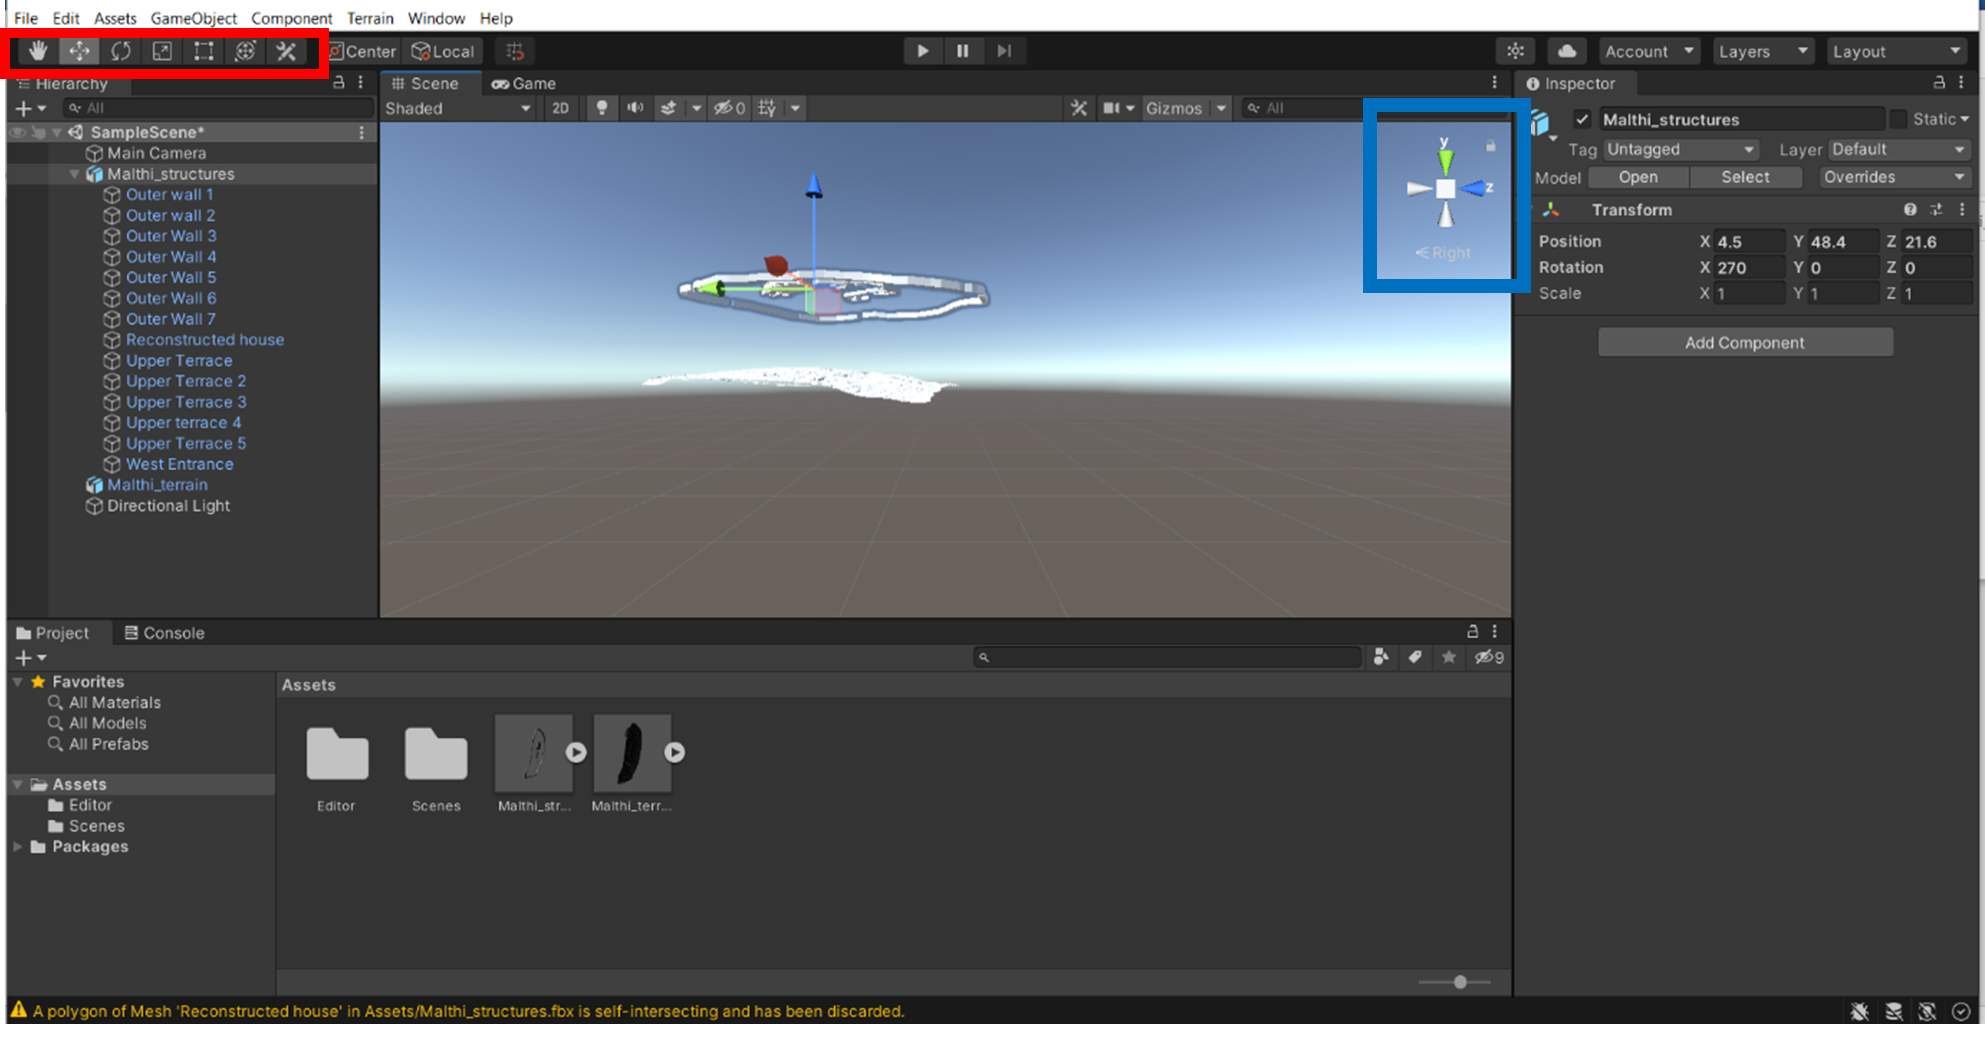 File Edit Assets GameObject Component Terrain Window Help
Center Local Account Layers Layout
Hierarchy
All
SampleScene*
Main Camera
Malthi_structures
Outer wall 1
Outer wall 2
Outer Wall 3
Outer Wall 4
Outer Wall 5
Outer Wall 6
Outer Wall 7
Reconstructed house
Upper Terrace
Upper Terrace 2
Upper Terrace 3
Upper terrace 4
Upper Terrace 5
West Entrance
Malthi_terrain
Directional Light
Scene Game
Shaded 2D 0 Gizmos All
y
z
Right
Inspector
Malthi_structures Static
Tag Untagged Layer Default
Model Open Select Overrides
Transform
Position X 4.5 Y 48.4 Z 21.6
Rotation X 270 Y 0 Z 0
Scale X 1 Y 1 Z 1
Add Component
Project Console
9
Favorites
All Materials
All Models
All Prefabs
Assets
Editor
Scenes
Packages
Assets
Editor Scenes Malthi_str... Malthi_terr...
A polygon of Mesh 'Reconstructed house' in Assets/Malthi_structures.fbx is self-intersecting and has been discarded.